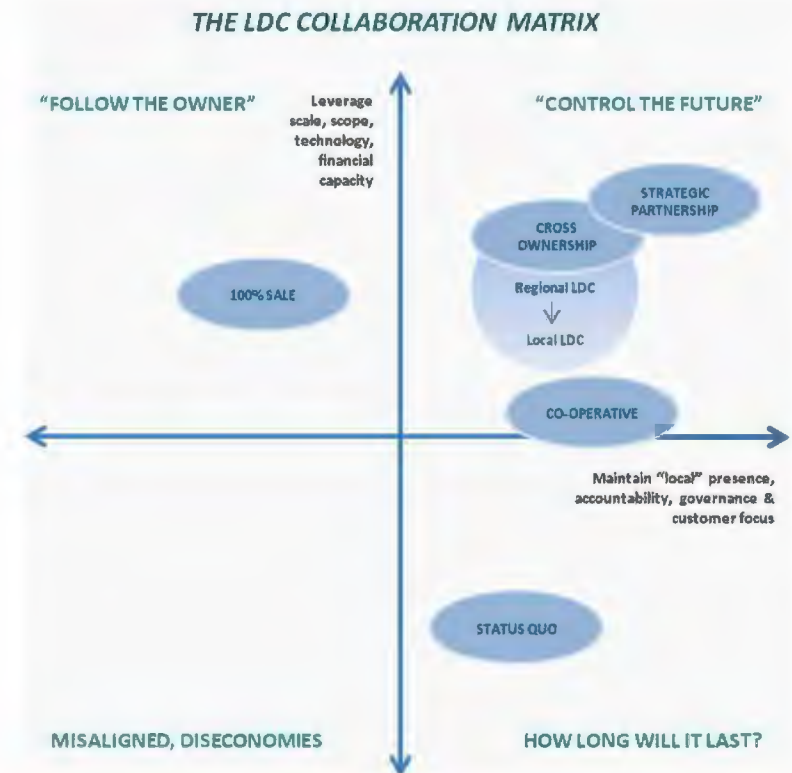 THE LDC COLLABORATION MATRIX
"FOLLOW THE OWNER"
Leverage
scale, scope,
technology,
financial
capacity
"CONTROL THE FUTURE"
STRATEGIC
PARTNERSHIP
CROSS
OWNERSHIP
100% SALE
Regional LDC
Local LDC
CO-OPERATIVE
Maintain "local" presence,
accountability, governance &
customer focus
STATUS QUO
MISALIGNED, DISECONOMIES
HOW LONG WILL IT LAST?